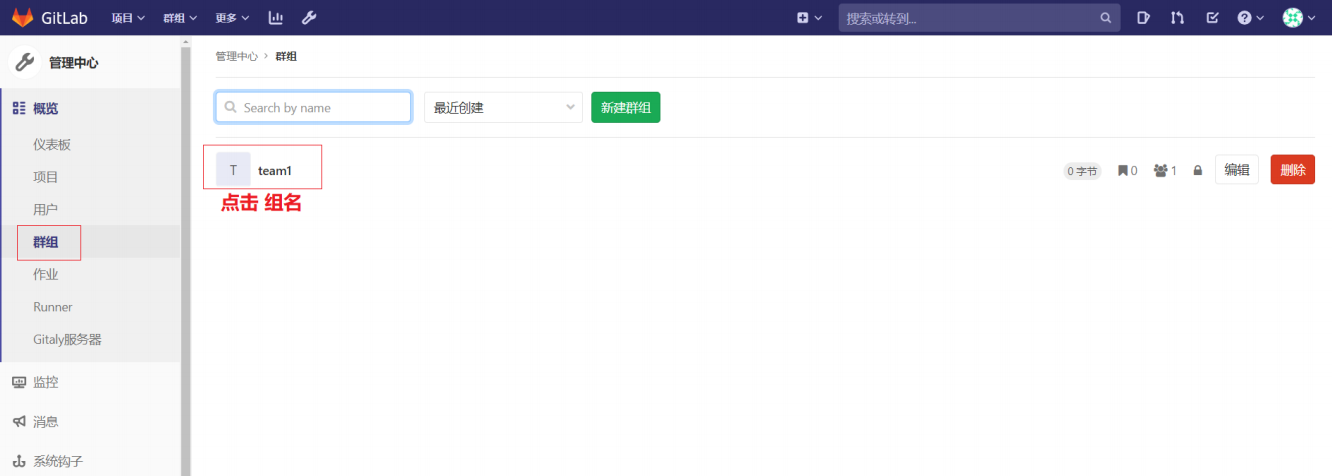 GitLab 项目 群组 更多 搜索或转到...
管理中心
管理中心 > 群组
概览
仪表板
项目
用户
群组
作业
Runner
Gitaly服务器
监控
消息
系统钩子
Search by name 最近创建 新建群组
T team1 0 字节 0 1 编辑 删除
点击 组名